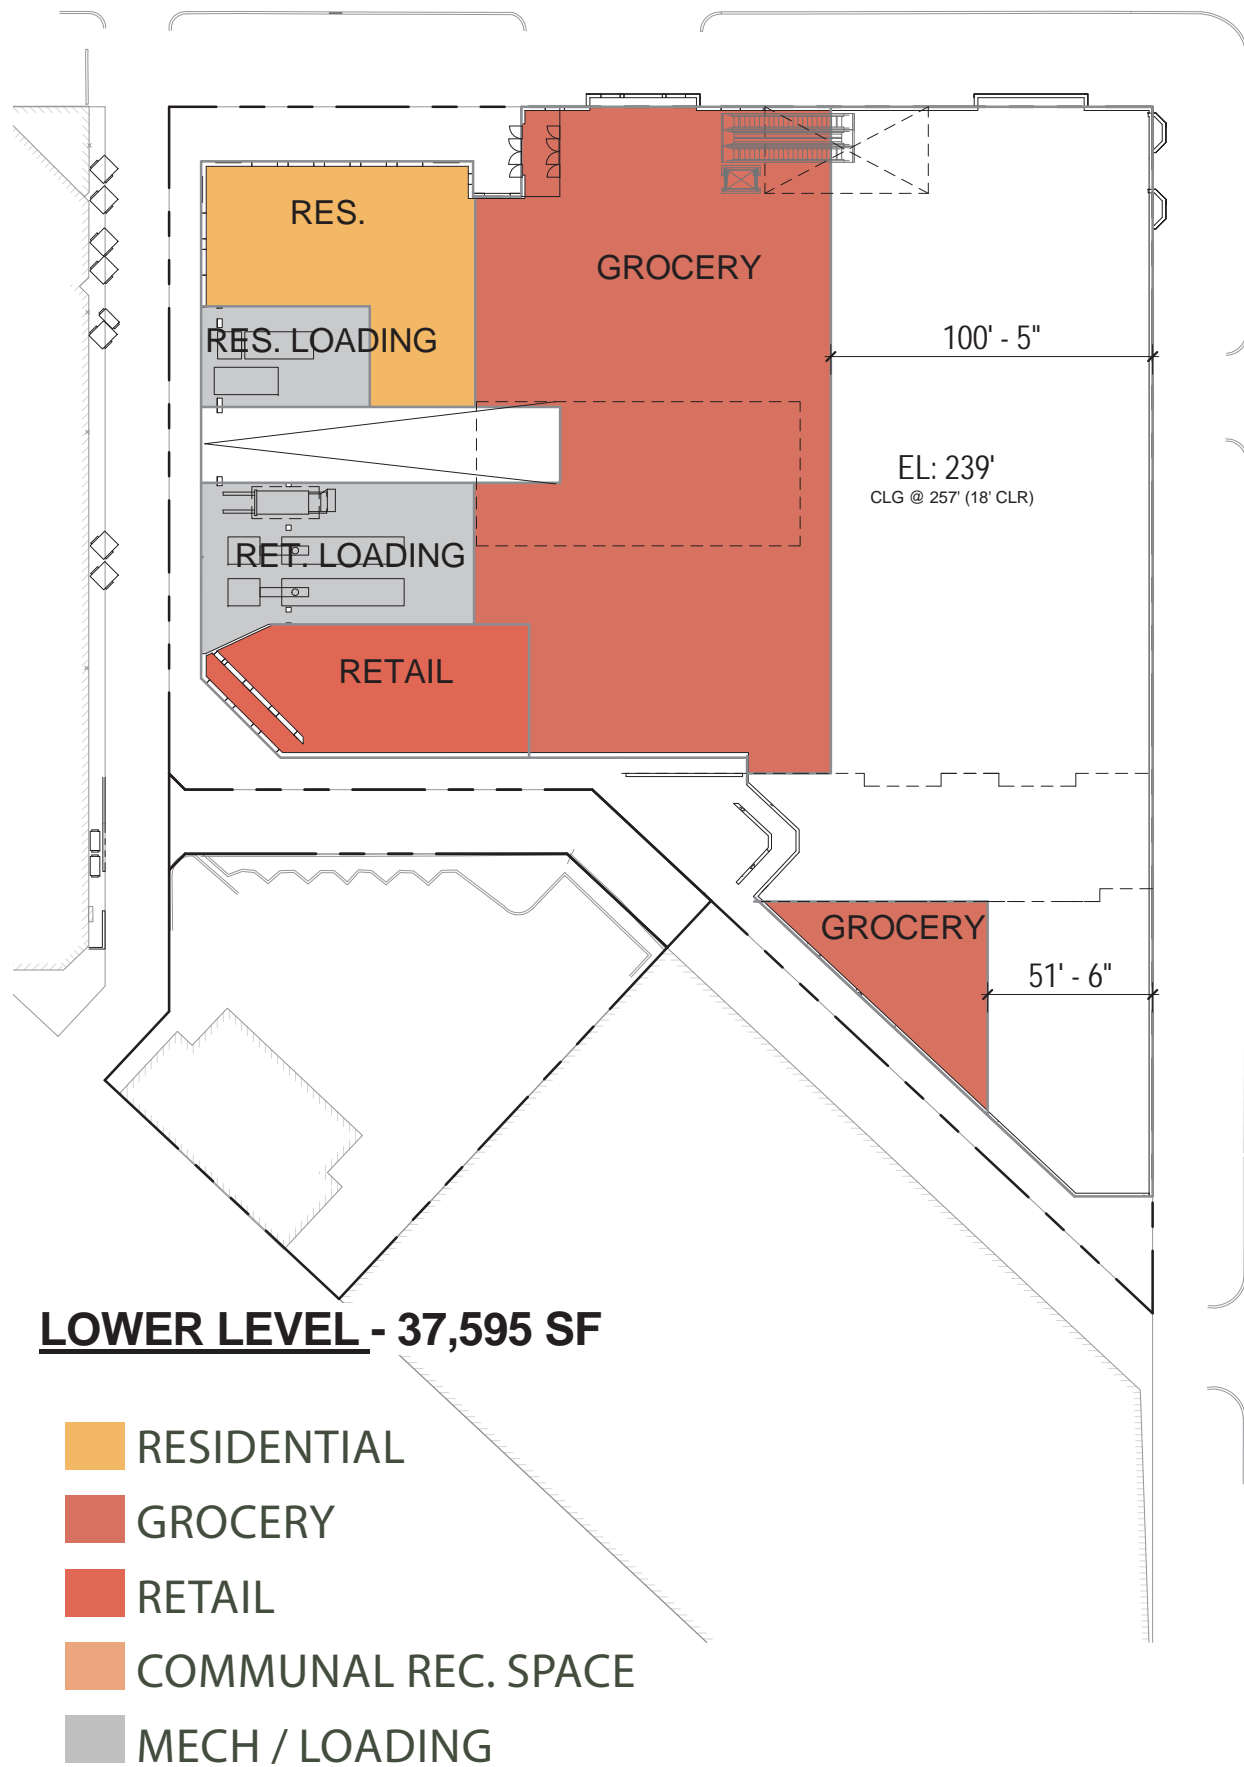 RES.
GROCERY
RES. LOADING
100' - 5"
EL: 239'
CLG @ 257' (18' CLR)
RET. LOADING
RETAIL
GROCERY
51' - 6"
LOWER LEVEL - 37,595 SF
RESIDENTIAL
GROCERY
RETAIL
COMMUNAL REC. SPACE
MECH / LOADING